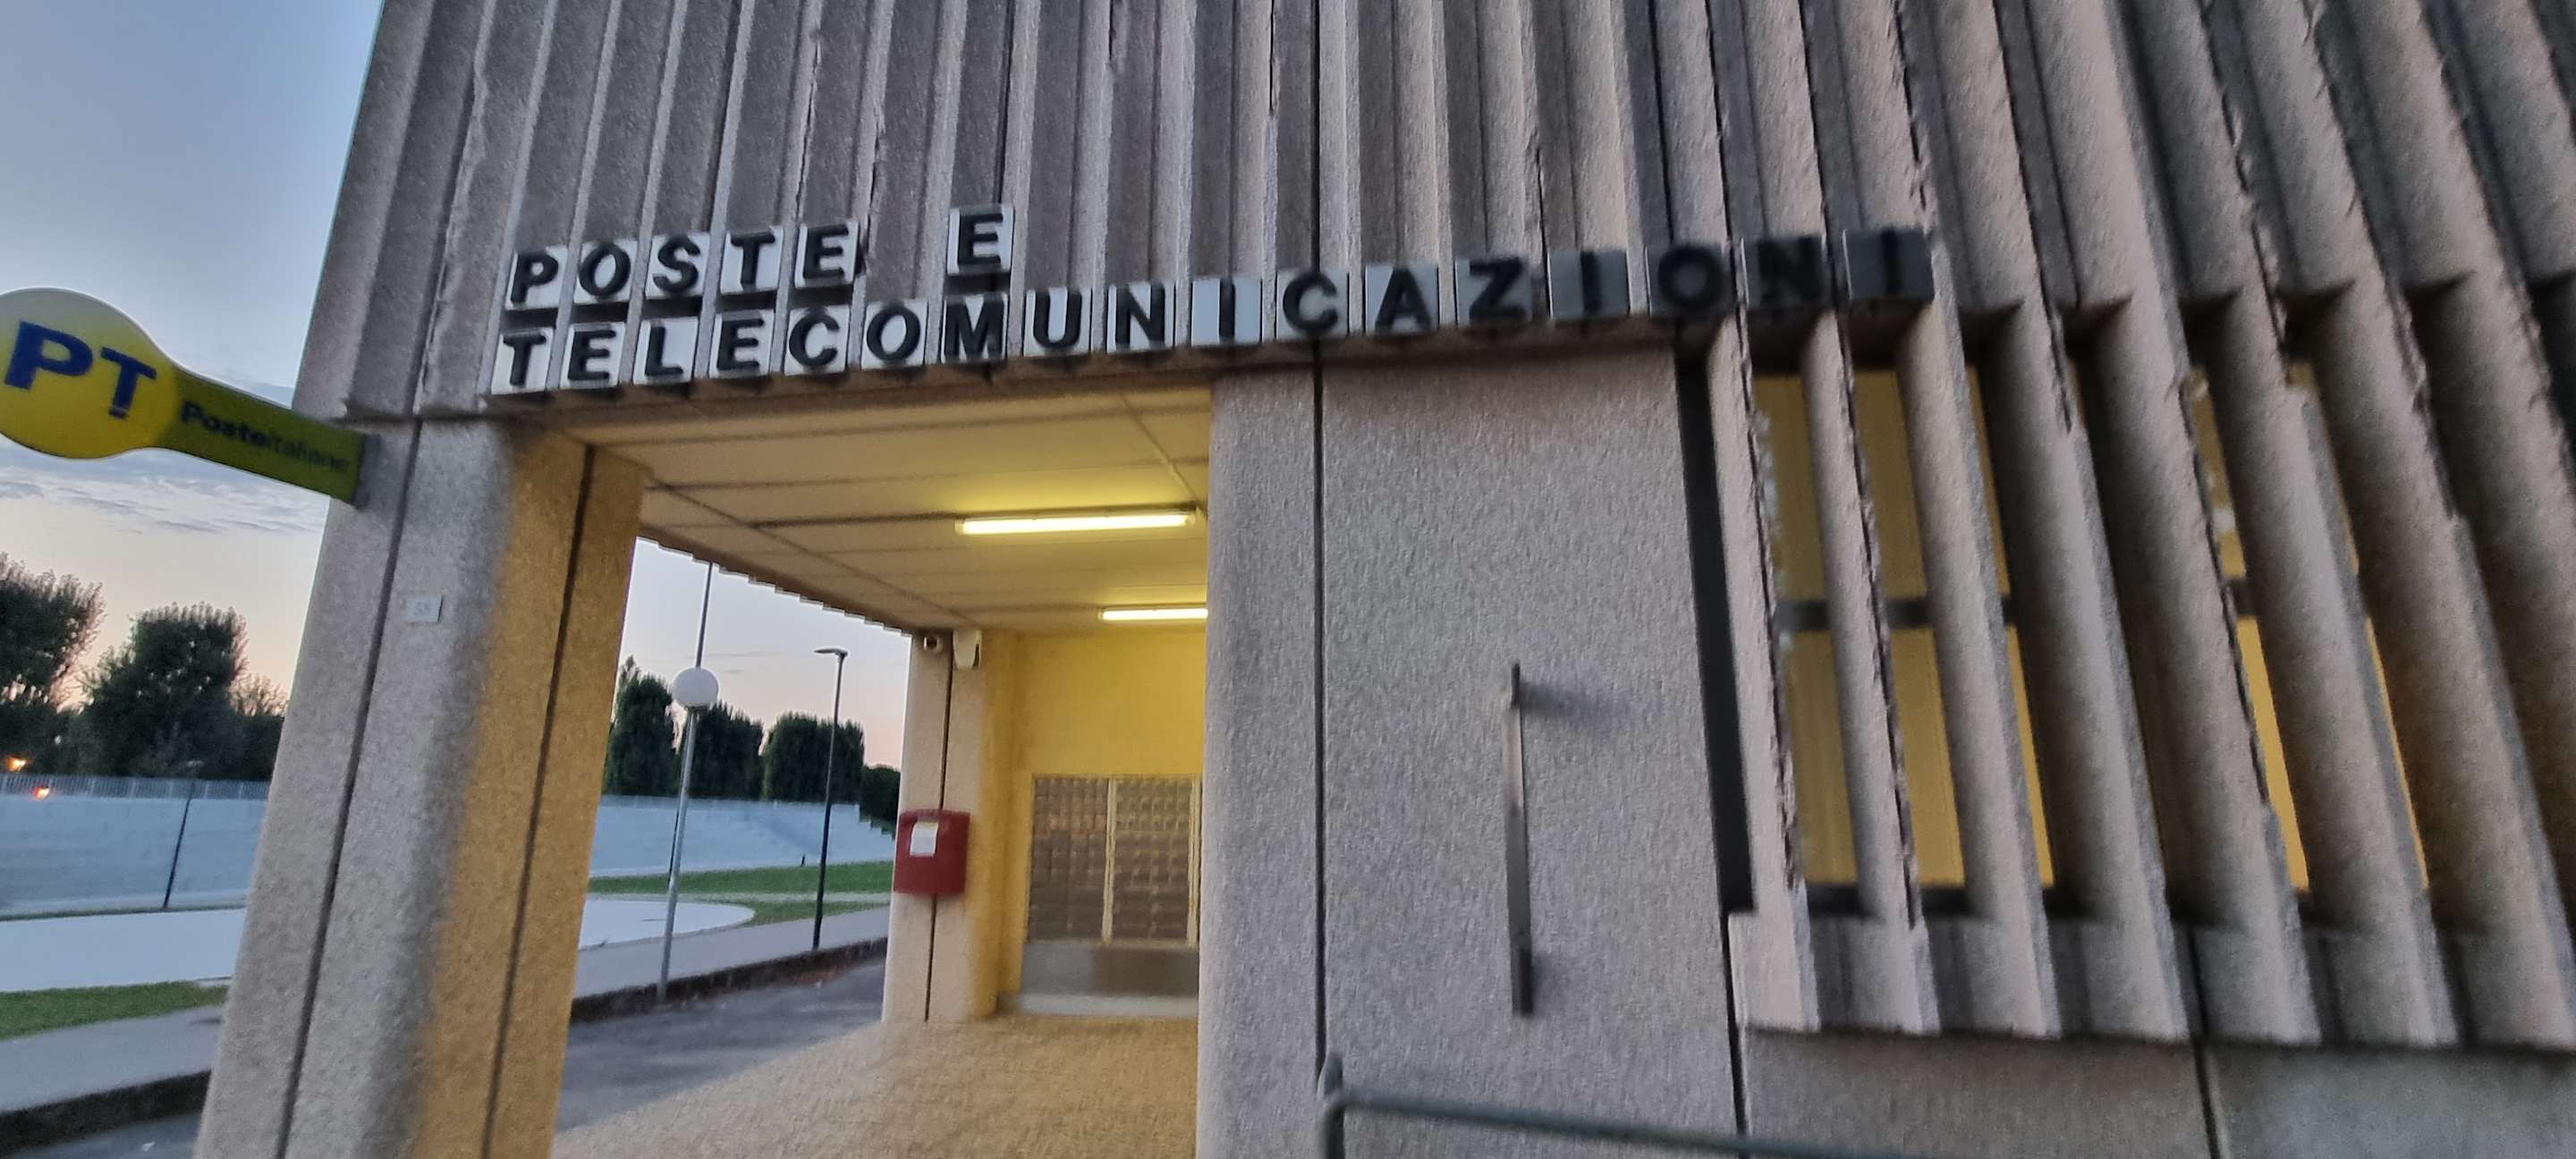 POSTE E
TELECOMUNICAZIONI
PT Posteitaliane